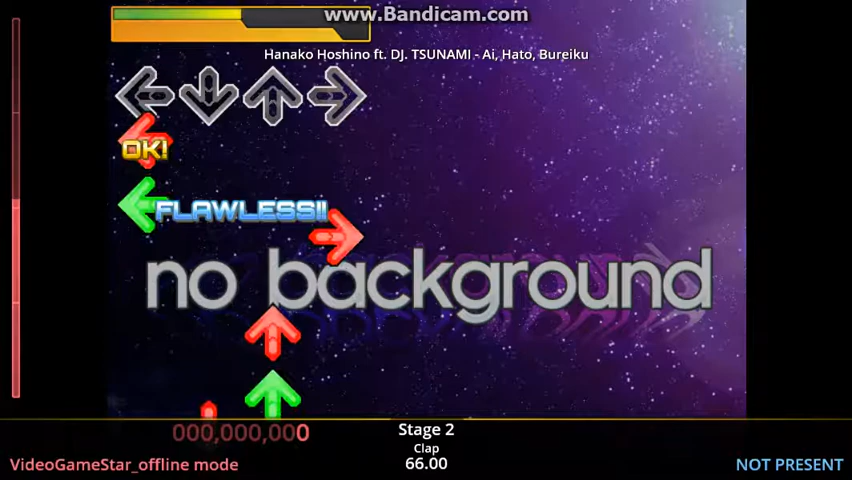 www.Bandicam.com
Hanako Hoshino ft. DJ. TSUNAMI - Ai, Hato, Bureiku
OK!
FLAWLESS!!
no background
000,000,000
Stage 2
Clap
66.00
VideoGameStar_offline mode
NOT PRESENT